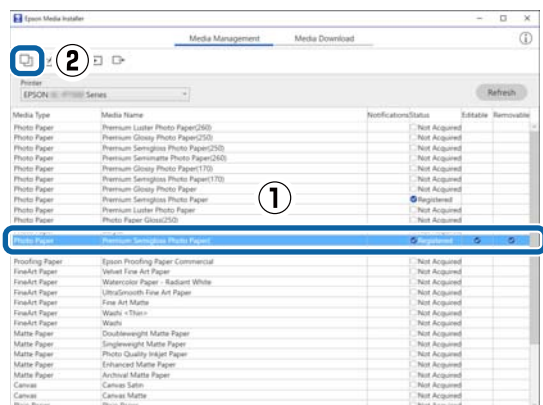 Epson Media Installer
Media Management Media Download
2
Printer
EPSON Series Refresh
Media Type Media Name Notifications Status Editable Removable
Photo Paper Premium Luster Photo Paper(260) Not Acquired
Photo Paper Premium Glossy Photo Paper(250) Not Acquired
Photo Paper Premium Semigloss Photo Paper(250) Not Acquired
Photo Paper Premium Semimatte Photo Paper(260) Not Acquired
Photo Paper Premium Glossy Photo Paper(170) Not Acquired
Photo Paper Premium Semigloss Photo Paper(170) Not Acquired
Photo Paper Premium Glossy Photo Paper Not Acquired
Photo Paper Premium Semigloss Photo Paper Registered
Photo Paper Premium Luster Photo Paper Not Acquired
Photo Paper Photo Paper Gloss(250) Not Acquired
1
Photo Paper Premium Semigloss Photo Paper( Registered
Proofing Paper Epson Proofing Paper Commercial Not Acquired
FineArt Paper Velvet Fine Art Paper Not Acquired
FineArt Paper Watercolor Paper - Radiant White Not Acquired
FineArt Paper UltraSmooth Fine Art Paper Not Acquired
FineArt Paper Fine Art Matte Not Acquired
FineArt Paper Washi <Thin> Not Acquired
FineArt Paper Washi Not Acquired
Matte Paper Doubleweight Matte Paper Not Acquired
Matte Paper Singleweight Matte Paper Not Acquired
Matte Paper Photo Quality Inkjet Paper Not Acquired
Matte Paper Enhanced Matte Paper Not Acquired
Matte Paper Archival Matte Paper Not Acquired
Canvas Canvas Satin Not Acquired
Canvas Canvas Matte Not Acquired